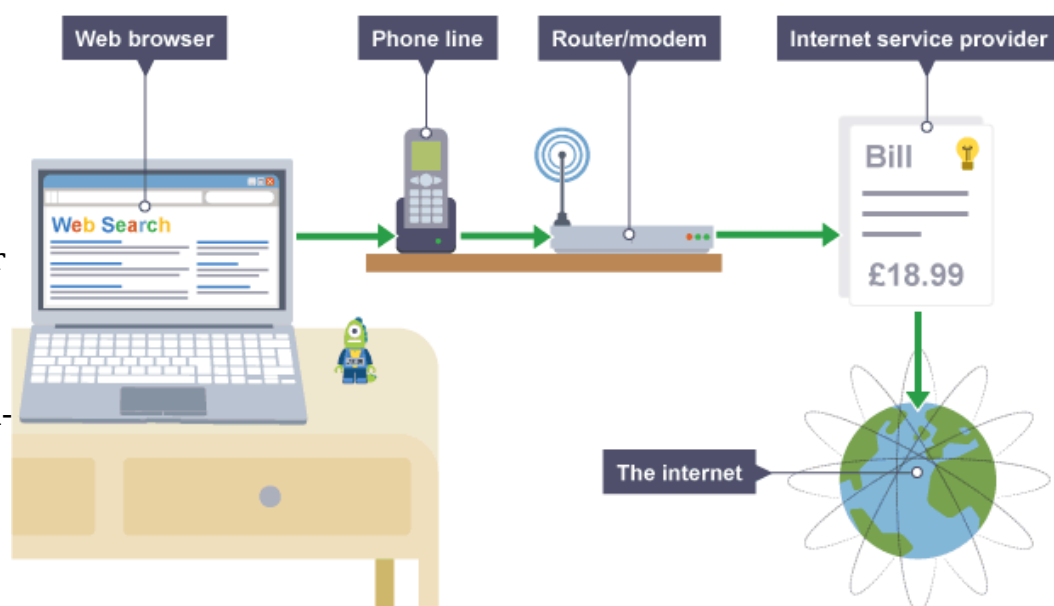 Web browser
Phone line
Router/modem
Internet service provider
Bill
Web Search
£18.99
The internet